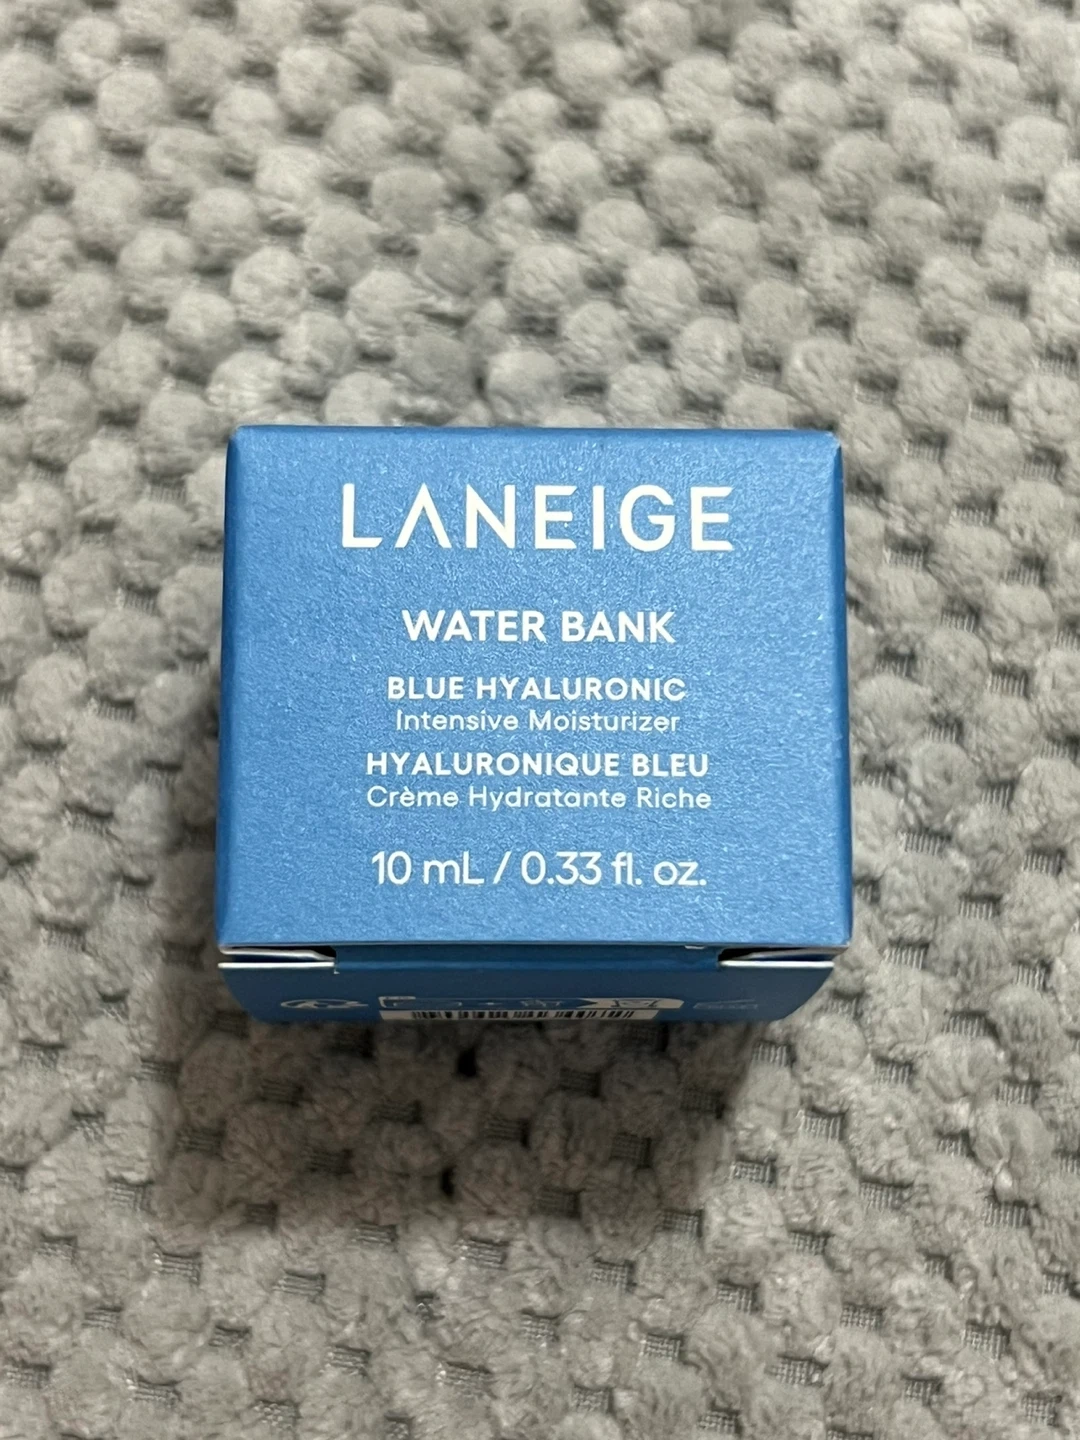 LANEIGE
WATER BANK
BLUE HYALURONIC
Intensive Moisturizer
HYALURONIQUE BLEU
Crème Hydratante Riche
10 mL / 0.33 fl. oz.